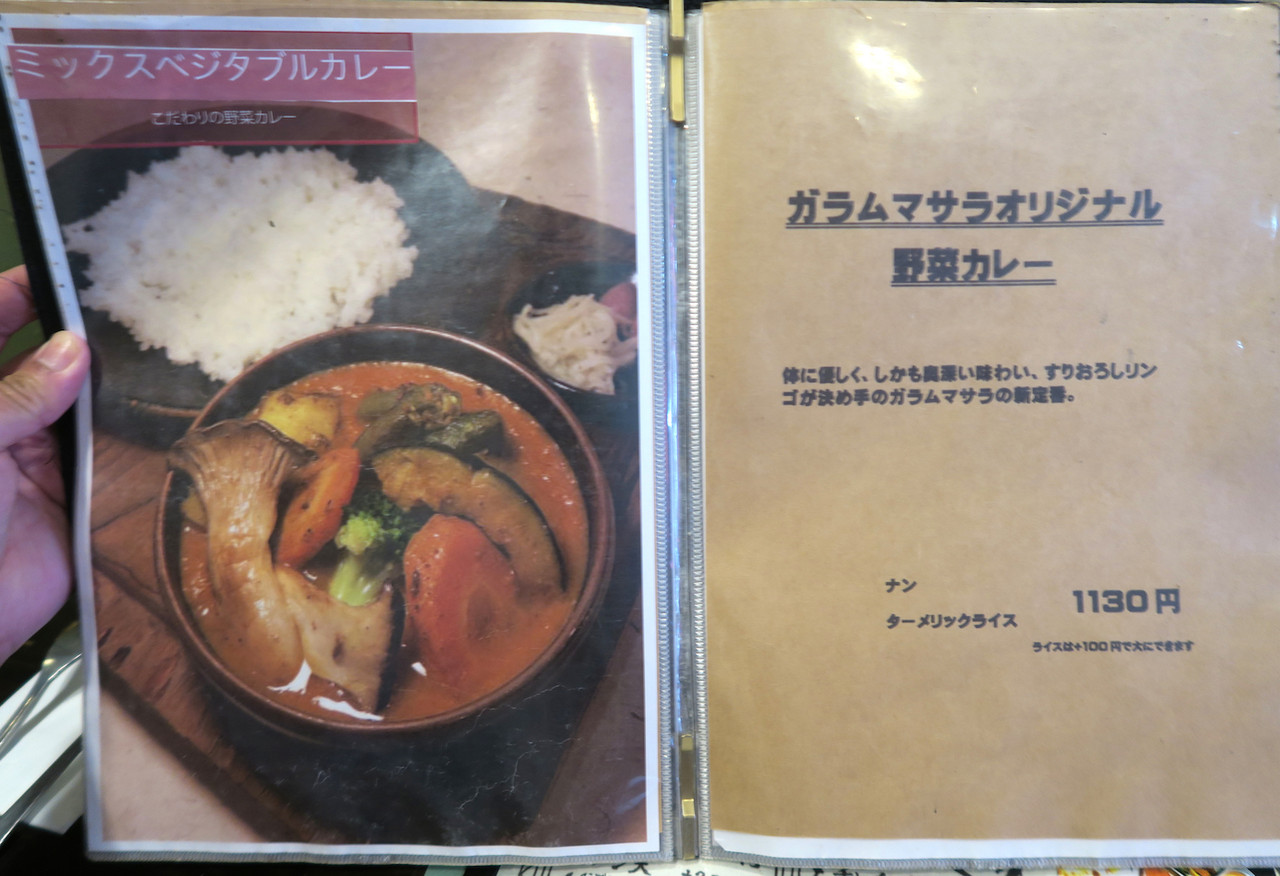 ミックスベジタブルカレー
こだわりの野菜カレー
ガラムマサラオリジナル
野菜カレー
体に優しく、しかも奥深い味わい、すりおろしリン
ゴが決め手のガラムマサラの新定番。
ナン
ターメリックライス
1130円
ライスは+100円で大にできます